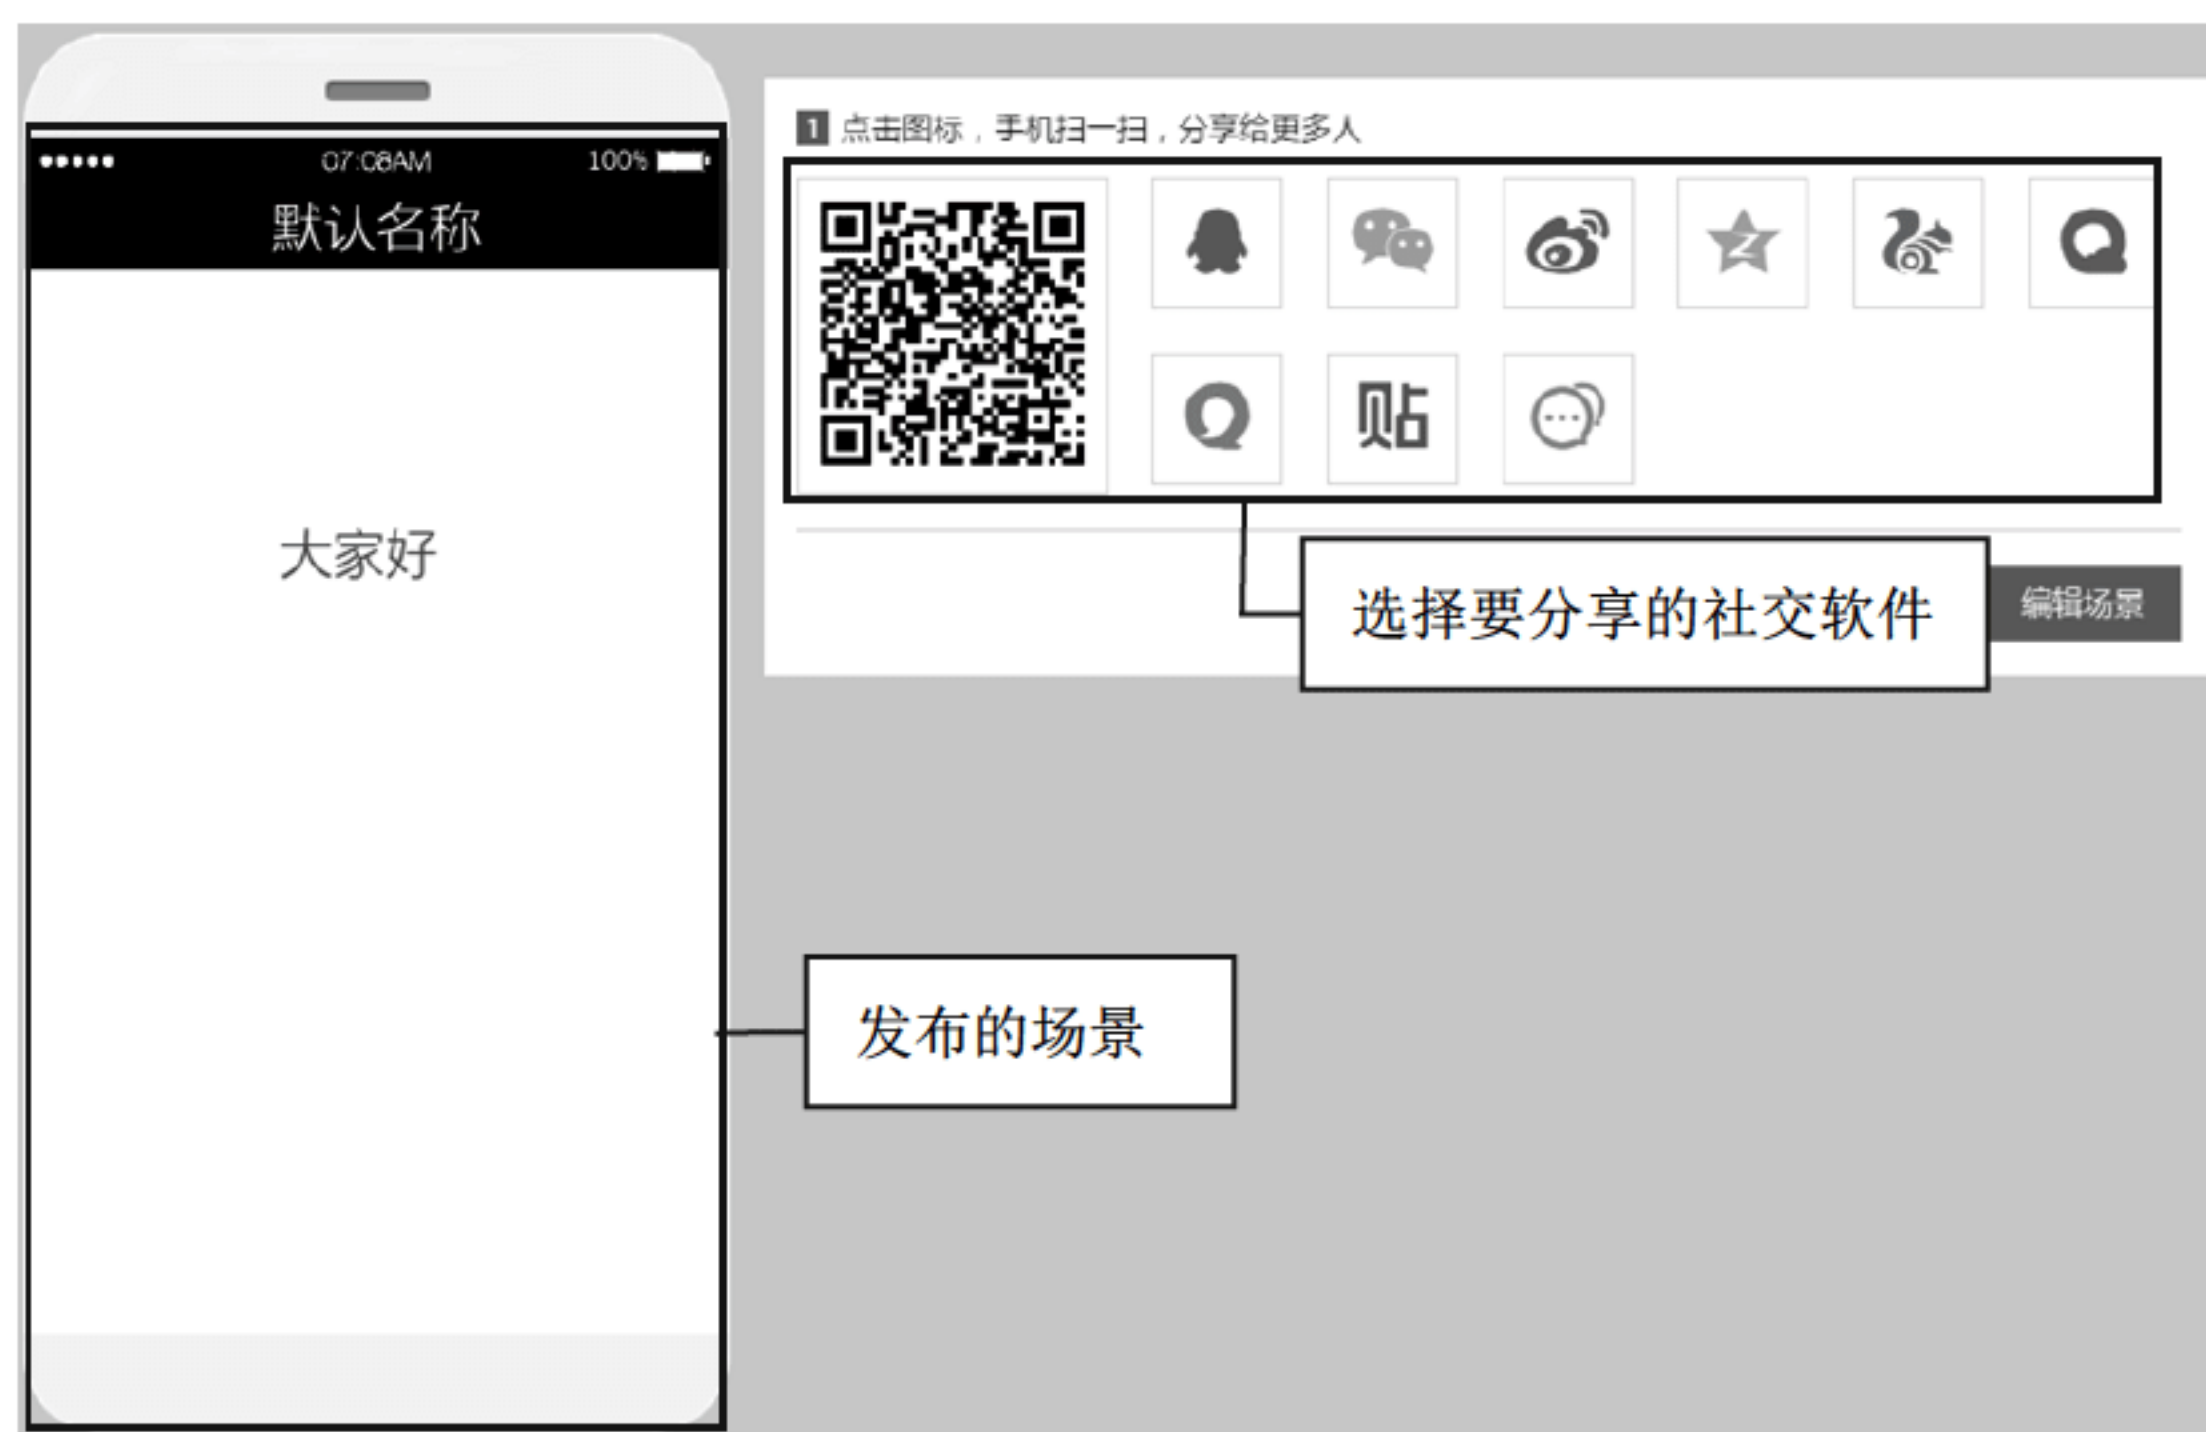 07:08AM
100%
默认名称
大家好
1 点击图标，手机扫一扫，分享给更多人
贴
选择要分享的社交软件
编辑场景
发布的场景